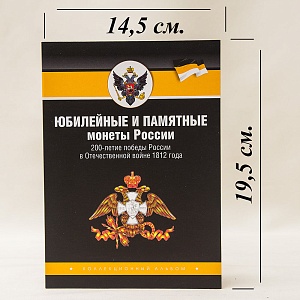 14,5 см.
ЮБИЛЕЙНЫЕ И ПАМЯТНЫЕ
монеты России
200-летие победы России
в Отечественной войне 1812 года
19,5 см.
КОЛЛЕКЦИОННЫЙ АЛЬБОМ